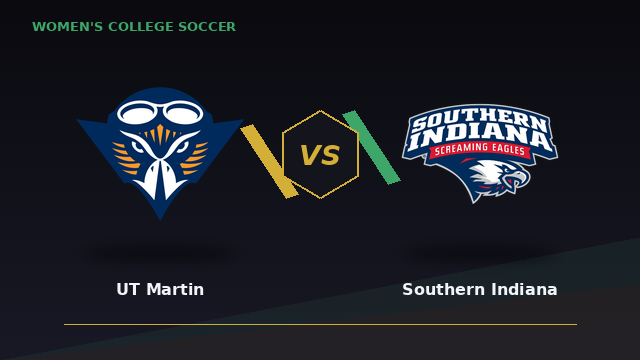 WOMEN'S COLLEGE SOCCER
SOUTHERN
INDIANA
SCREAMING EAGLES
VS
UT Martin
Southern Indiana